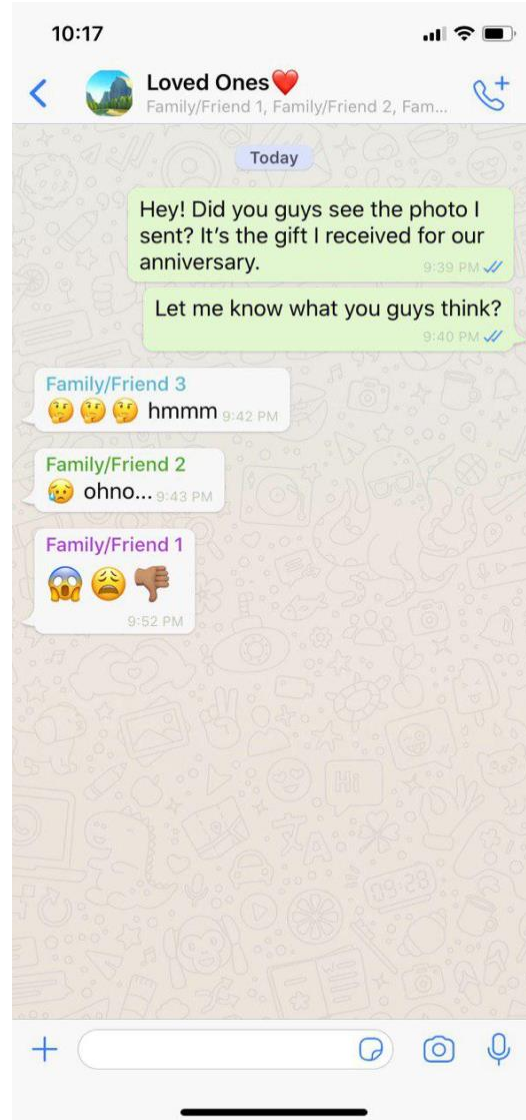 10:17
Loved Ones❤️
Family/Friend 1, Family/Friend 2, Fam...
Today
Hey! Did you guys see the photo I
sent? It’s the gift I received for our
anniversary.
9:39 PM
Let me know what you guys think?
9:40 PM
Family/Friend 3
🤔 🤔 🤔 hmmm 9:42 PM
Family/Friend 2
😥 ohno... 9:43 PM
Family/Friend 1
😱 😩 👎🏽
9:52 PM
Hi
09:28